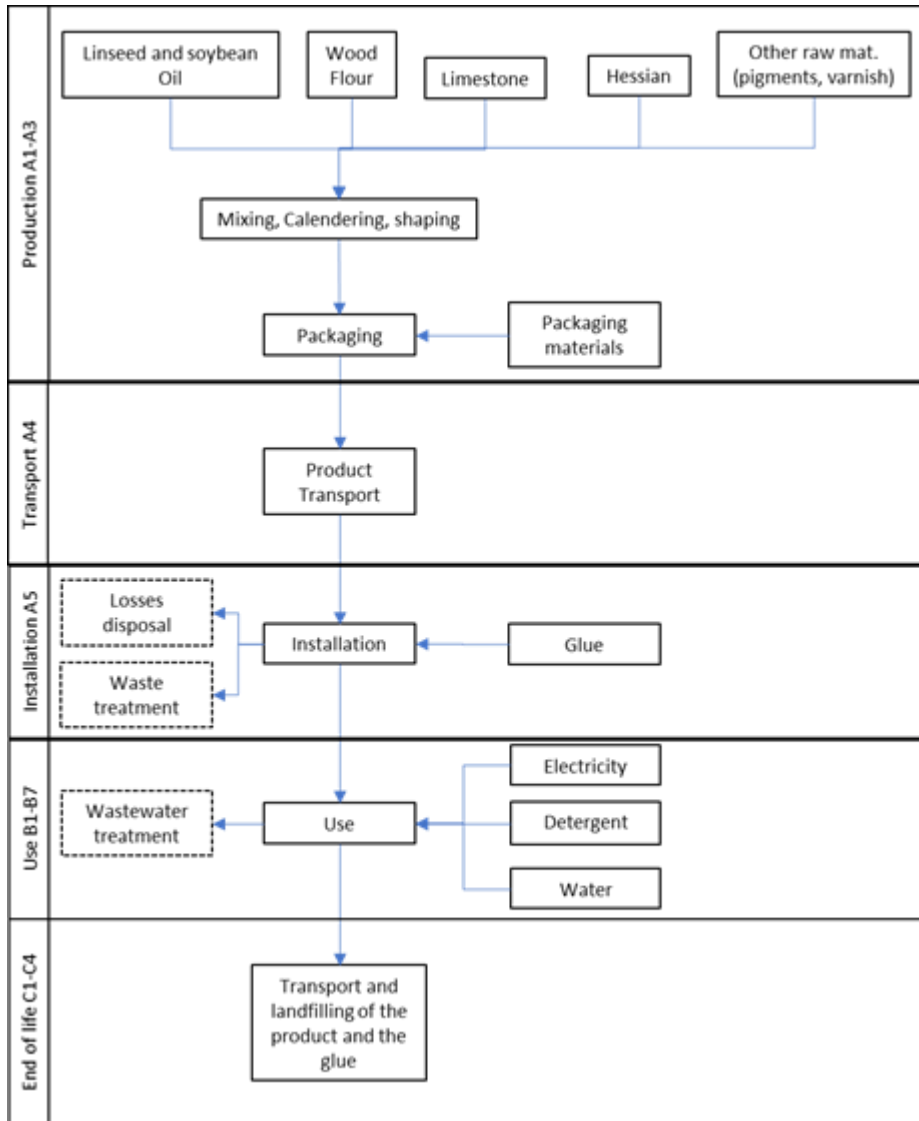 Production A1-A3
Linseed and soybean
Oil
Wood
Flour
Limestone
Hessian
Other raw mat.
(pigments, varnish)
Mixing, Calendering, shaping
Packaging
Packaging
materials
Transport A4
Product
Transport
Installation A5
Losses
disposal
Waste
treatment
Installation
Glue
Use B1-B7
Wastewater
treatment
Use
Electricity
Detergent
Water
End of life C1-C4
Transport and
landfilling of the
product and the
glue